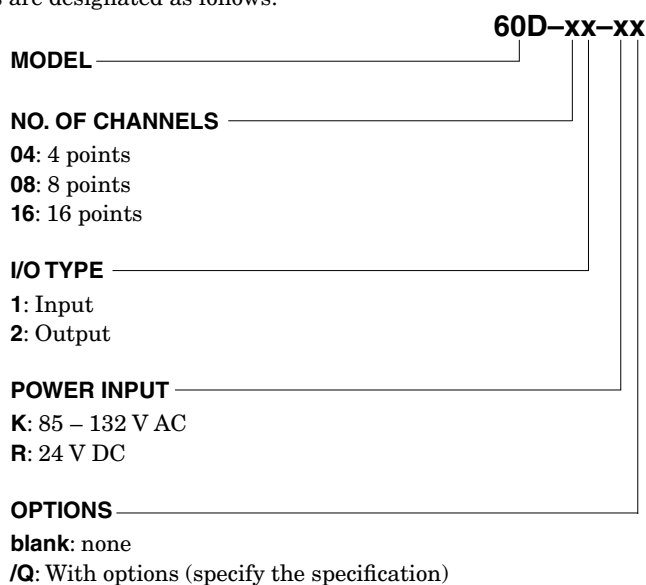 s are designated as follows:
60D–xx–xx
MODEL
NO. OF CHANNELS
04: 4 points
08: 8 points
16: 16 points
I/O TYPE
1: Input
2: Output
POWER INPUT
K: 85 – 132 V AC
R: 24 V DC
OPTIONS
blank: none
/Q: With options (specify the specification)